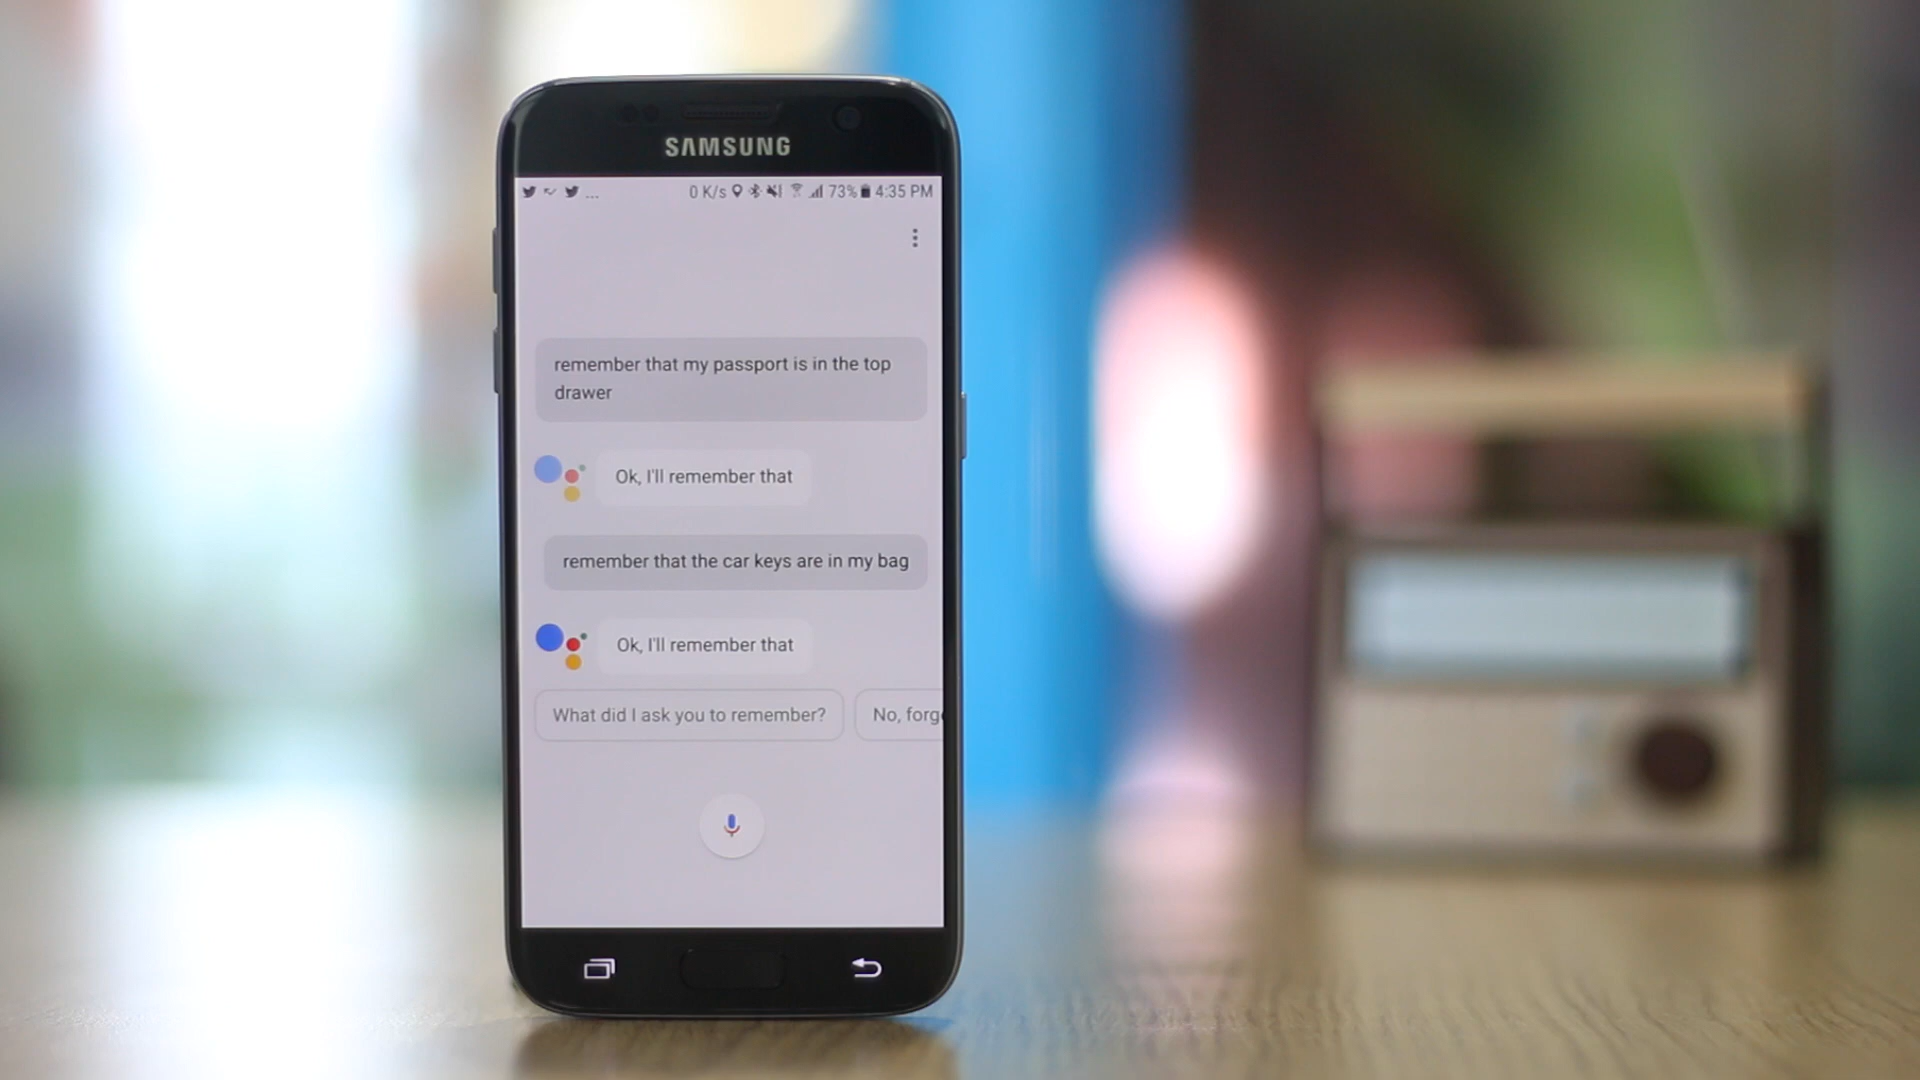 SAMSUNG
... 0 K/s 73% 4:35 PM
remember that my passport is in the top
drawer
Ok, I'll remember that
remember that the car keys are in my bag
Ok, I'll remember that
What did I ask you to remember? No, forg